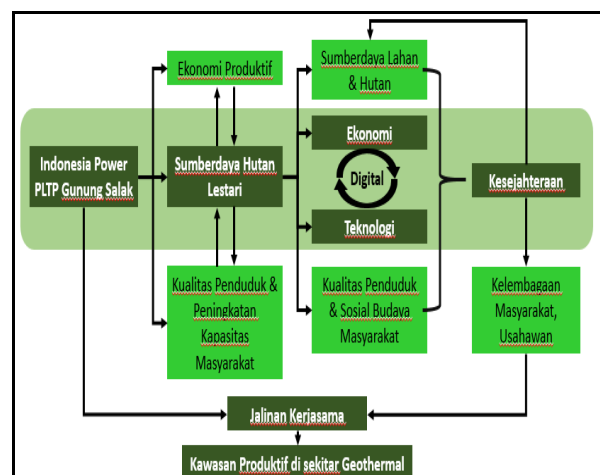 Ekonomi Produktif
Sumberdaya Lahan
& Hutan
Indonesia Power
PLTP Gunung Salak
Sumberdaya Hutan
Lestari
Ekonomi
Digital
Teknologi
Kesejahteraan
Kualitas Penduduk &
Peningkatan
Kapasitas
Masyarakat
Kualitas Penduduk
& Sosial Budaya
Masyarakat
Kelembagaan
Masyarakat,
Usahawan
Jalinan Kerjasama
Kawasan Produktif di sekitar Geothermal